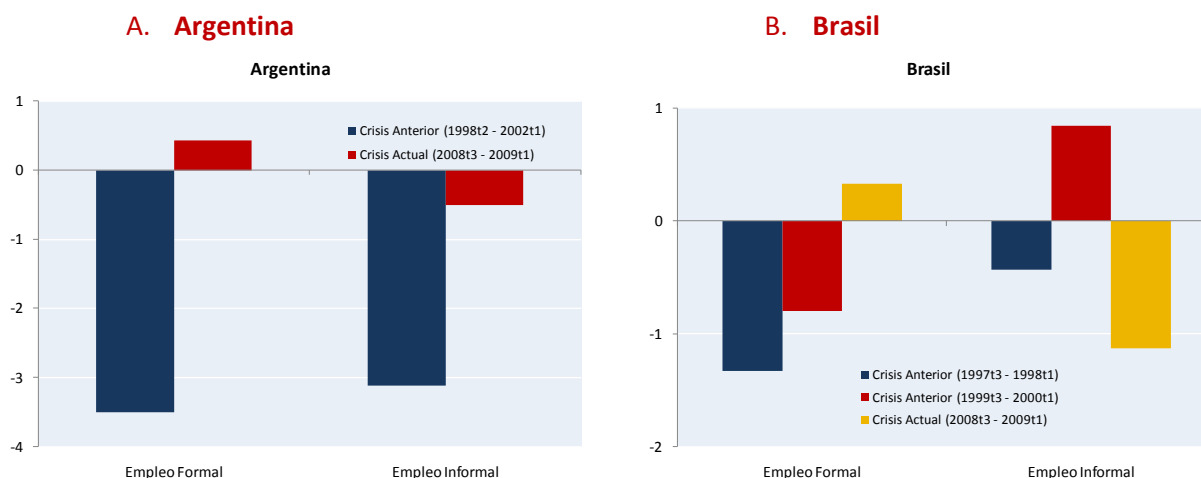 A. Argentina
Argentina
1
0
-1
-2
-3
-4
Crisis Anterior (1998t2 - 2002t1)
Crisis Actual (2008t3 - 2009t1)
Empleo Formal
Empleo Informal
B. Brasil
Brasil
1
0
-1
-2
Crisis Anterior (1997t3 - 1998t1)
Crisis Anterior (1999t3 - 2000t1)
Crisis Actual (2008t3 - 2009t1)
Empleo Formal
Empleo Informal